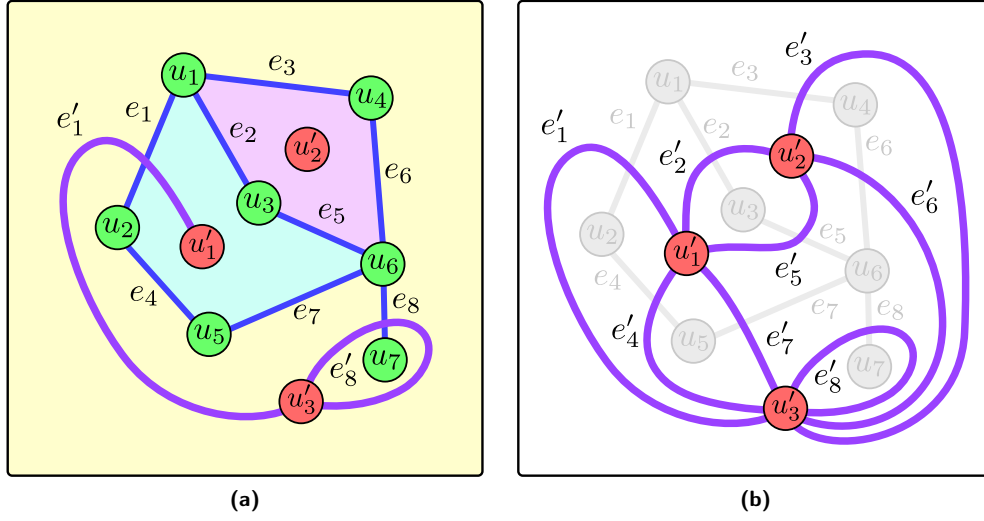 u₁
e₃
u₄
e₁
e′₁
e₂
u′₂
e₆
u₂
u₃
e₅
u′₁
u₆
e₄
e₇
e₈
u₅
u₇
e′₈
u′₃
(a)
e′₃
u₁
e₃
u₄
e₁
e′₁
e₂
e′₂
u′₂
e₆
e′₆
u₂
u₃
e₅
u′₁
e′₅
u₆
e₄
e₇
e₈
e′₄
u₅
e′₇
u₇
e′₈
u′₃
(b)